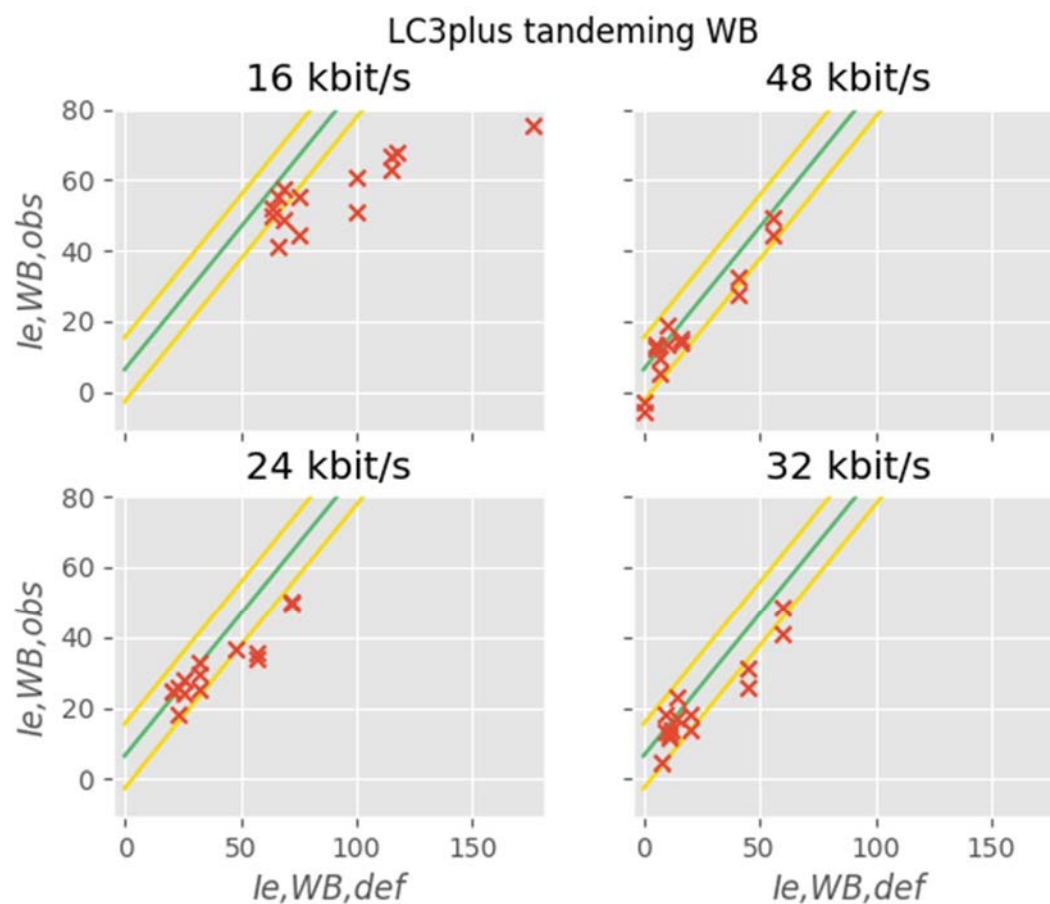 LC3plus tandeming WB
16 kbit/s
48 kbit/s
80
60
40
20
0
Ie,WB,obs
24 kbit/s
32 kbit/s
80
60
40
20
0
Ie,WB,obs
0 50 100 150
0 50 100 150
Ie,WB,def
Ie,WB,def